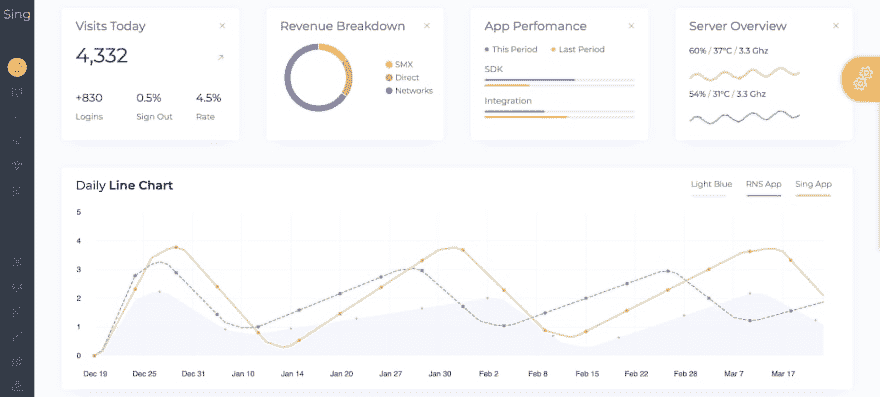 Sing
Visits Today
4,332
+830
0.5%
4.5%
Logins
Sign Out
Rate
Revenue Breakdown
SMX
Direct
Networks
App Perfomance
This Period
Last Period
SDK
Integration
Server Overview
60% / 37°C / 3.3 Ghz
54% / 31°C / 3.3 Ghz
Daily Line Chart
Light Blue
RNS App
Sing App
5
4
3
2
1
0
Dec 19
Dec 25
Dec 31
Jan 10
Jan 14
Jan 20
Jan 27
Jan 30
Feb 2
Feb 8
Feb 15
Feb 22
Feb 28
Mar 7
Mar 17